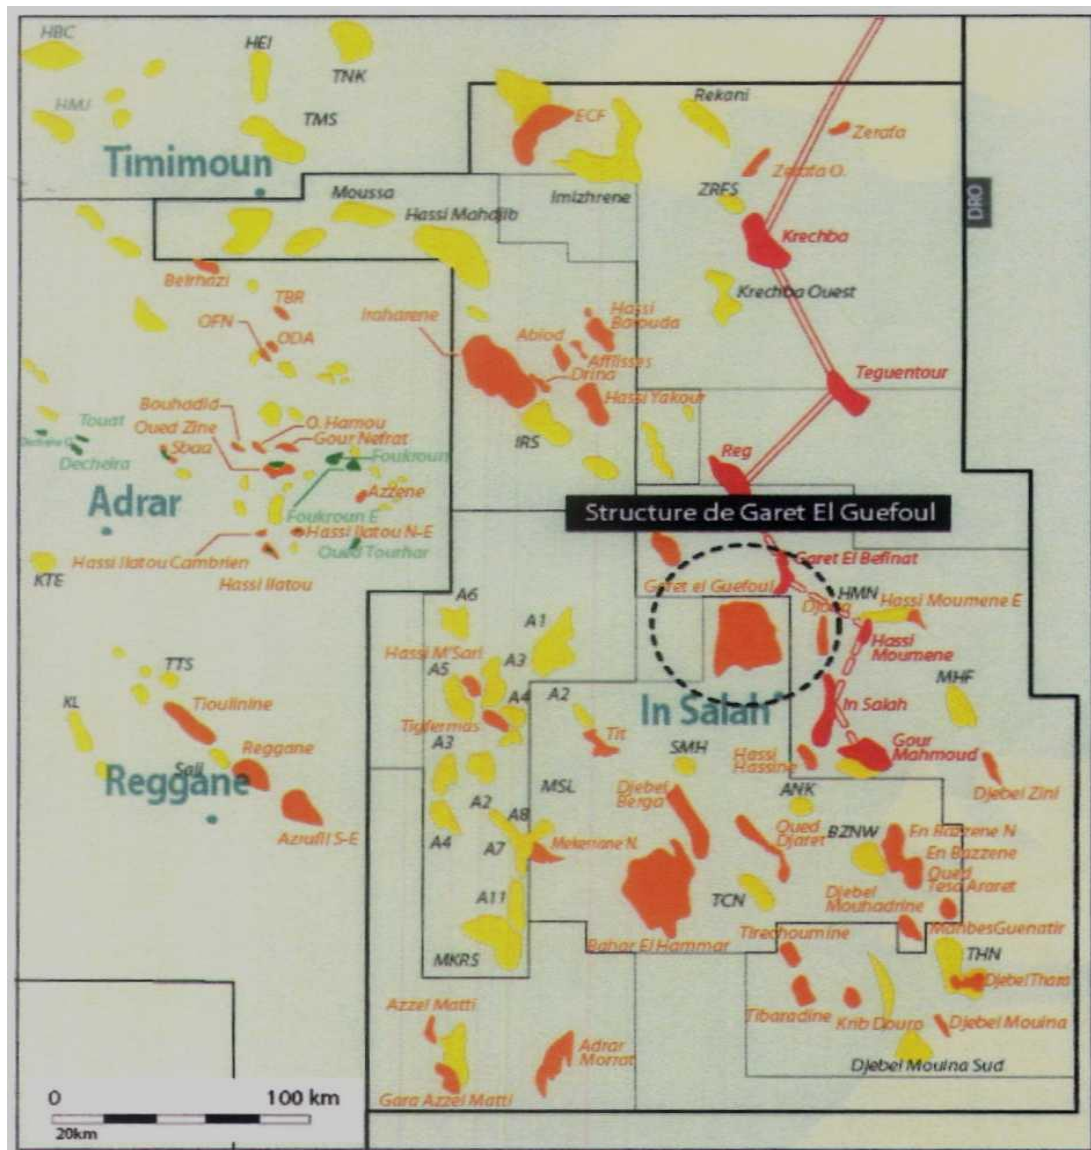 HBC
HEI
TNK
HMJ
TMS
Timimoun
ECF
Rekani
Zerafa
Zerafa O.
ZRFS
Imizhrene
DRO
Moussa
Hassi Mahdjib
Krechba
Krechba Ouest
Belrhazi
TBR
OFN
ODA
Iraharene
Abiod
Hassi
Barouda
Afflisses
Drina
Hassi Yakour
IRS
Teguentour
Reg
Bouhadid
O. Hamou
Touat
Oued Zine
Gour Nefrat
Sbaa
Decheira
Foukroun
Azzene
Adrar
Foukroun E
Hassi Ilatou N-E
Oued Tourhar
Hassi Ilatou Cambrien
Hassi Ilatou
KTE
Structure de Garet El Guefoul
Garet El Befinat
Garet el Guefoul
HMN
Hassi Moumene E
Hassi
Moumene
A6
A1
Hassi M'Sari
A3
A5
A4
A2
Tigfermas
A3
MHF
TTS
KL
Tioulinine
Reggane
Sali
Reggane
Azrafil S-E
In Salah
In Salah
Gour
Mahmoud
Tit
SMH
Hassi
Hassine
Djebel Zini
MSL
Djebel
Berga
ANK
A2
A8
A4
A7
Mekerrane N.
Oued
Djaret
BZNW
En Bazzene N
En Bazzene
Oued
Tesa Araret
A11
TCN
Djebel
Mouhadrine
MKRS
Bahar El Hammar
Tirechoumine
Manbes Guenatir
THN
Djebel Thara
Tibaradine
Krib Douro
Djebel Mouina
Djebel Mouina Sud
Azzel Matti
Adrar
Morrat
Gara Azzel Matti
0 100 km
20km